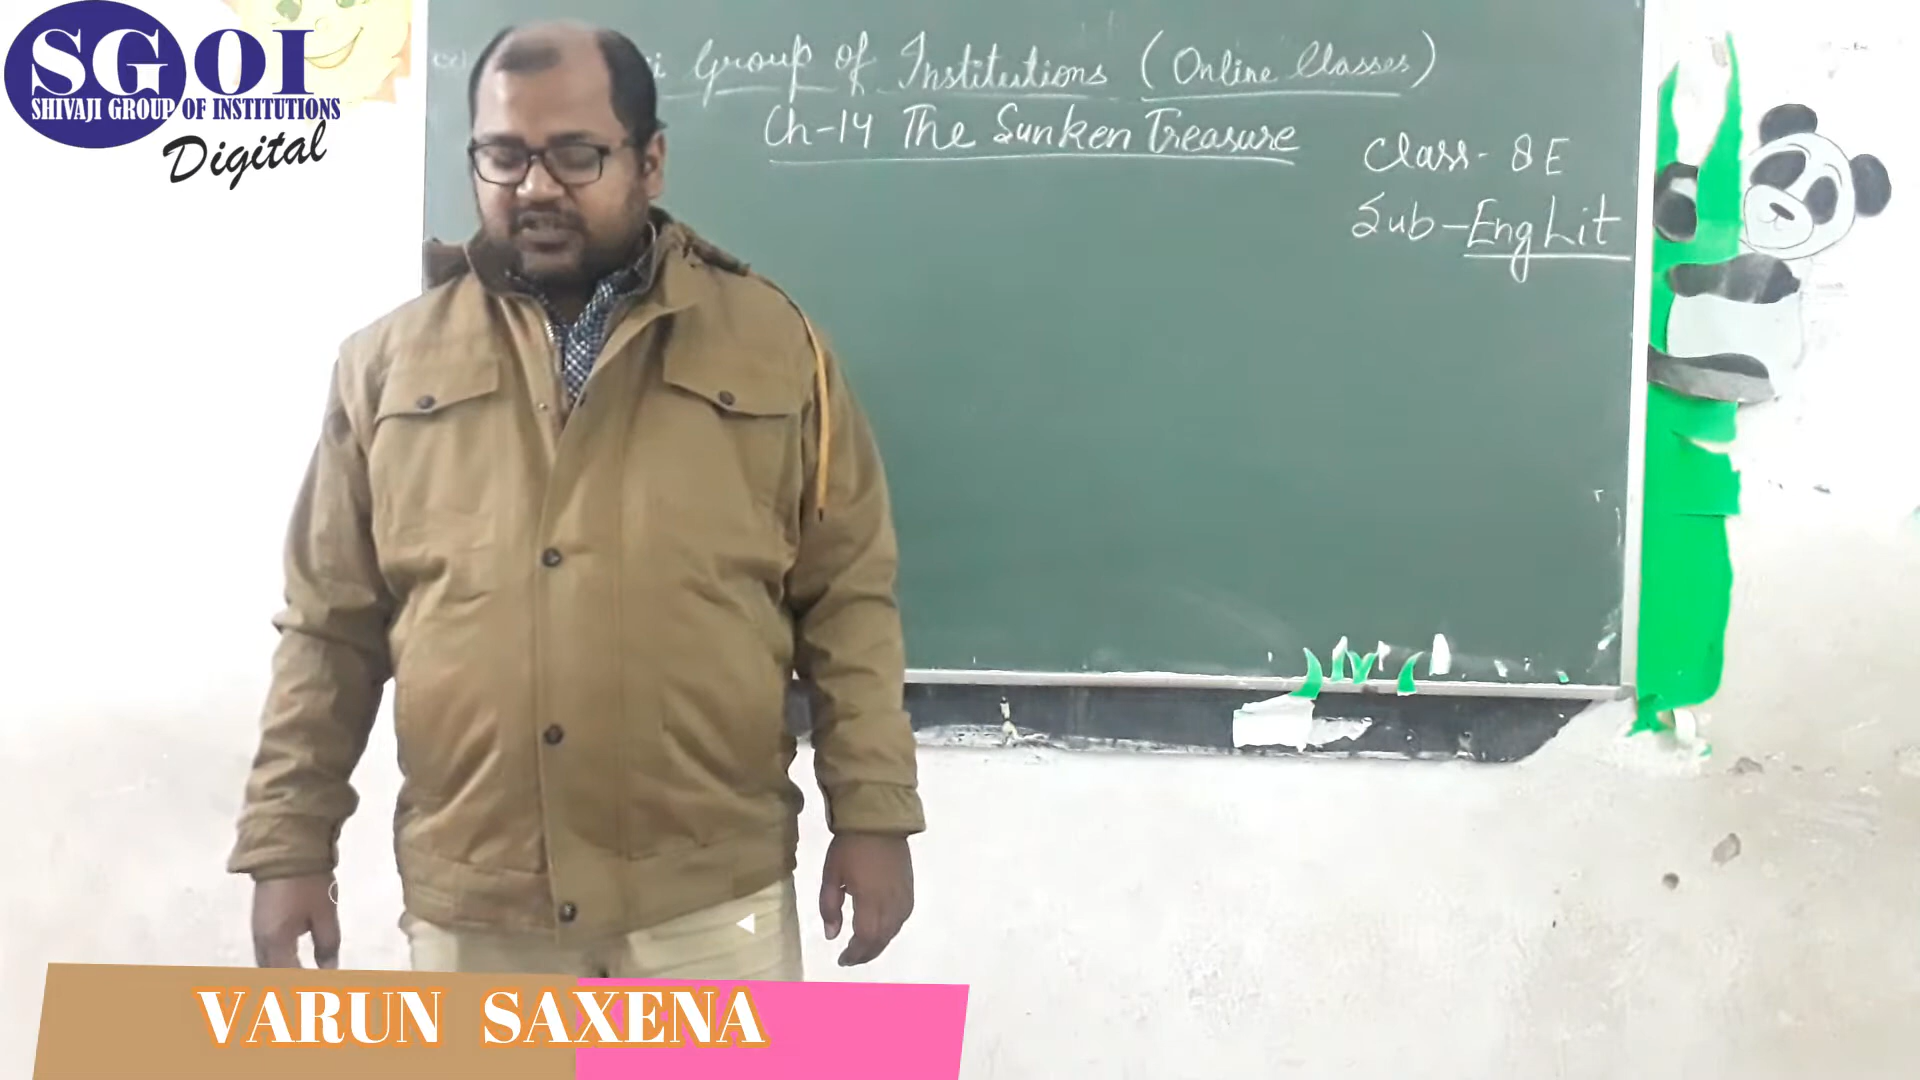 SGOI
SHIVAJI GROUP OF INSTITUTIONS
Digital
Group of Institutions (Online Classes)
Ch-14 The Sunken Treasure
Class- 8E
Sub-Eng Lit
VARUN SAXENA